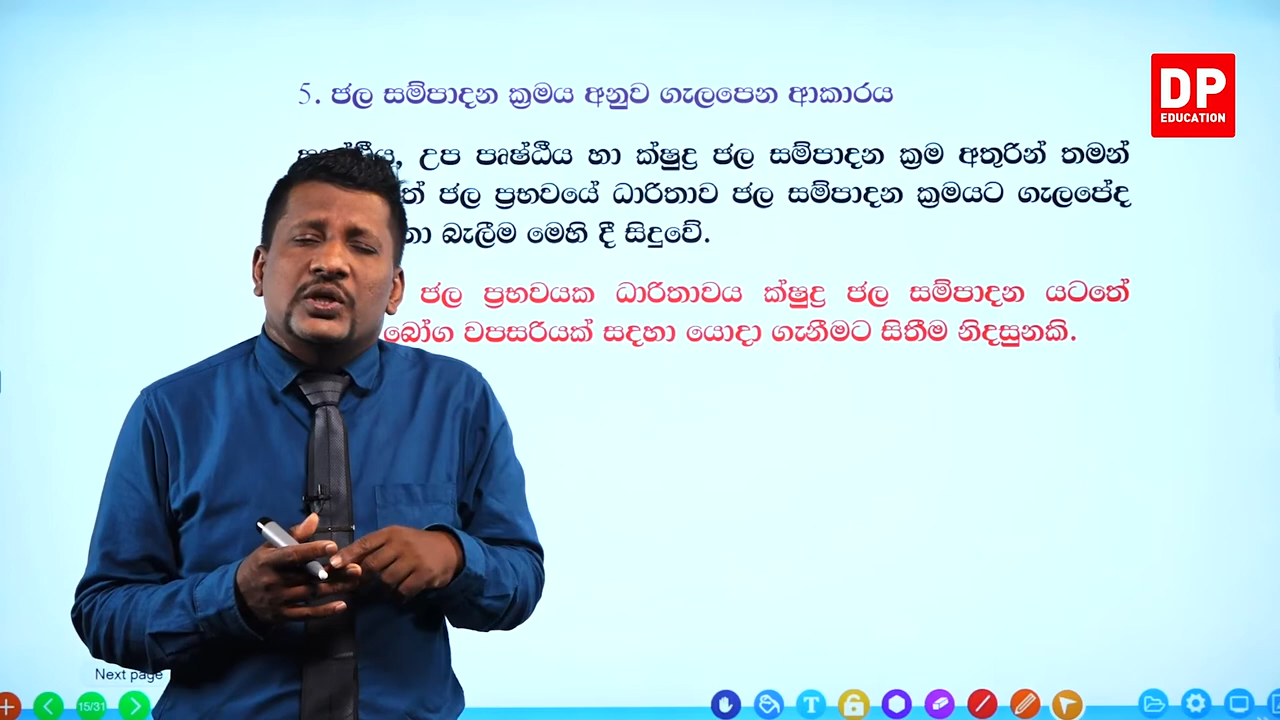 DP
EDUCATION
5. ජල සම්පාදන ක්‍රමය අනුව ගැලපෙන ආකාරය
උප පෘෂ්ඨීය හා ක්ෂුද්‍ර ජල සම්පාදන ක්‍රම අතුරින් තමන්
ජල ප්‍රභවයේ ධාරිතාව ජල සම්පාදන ක්‍රමයට ගැලපේද
බැලීම මෙහි දී සිදුවේ.
ජල ප්‍රභවයක ධාරිතාවය ක්ෂුද්‍ර ජල සම්පාදන යටතේ
බෝග වපසරියක් සඳහා යොදා ගැනීමට සිතීම නිදසුනකි.
Next page
15/31
T